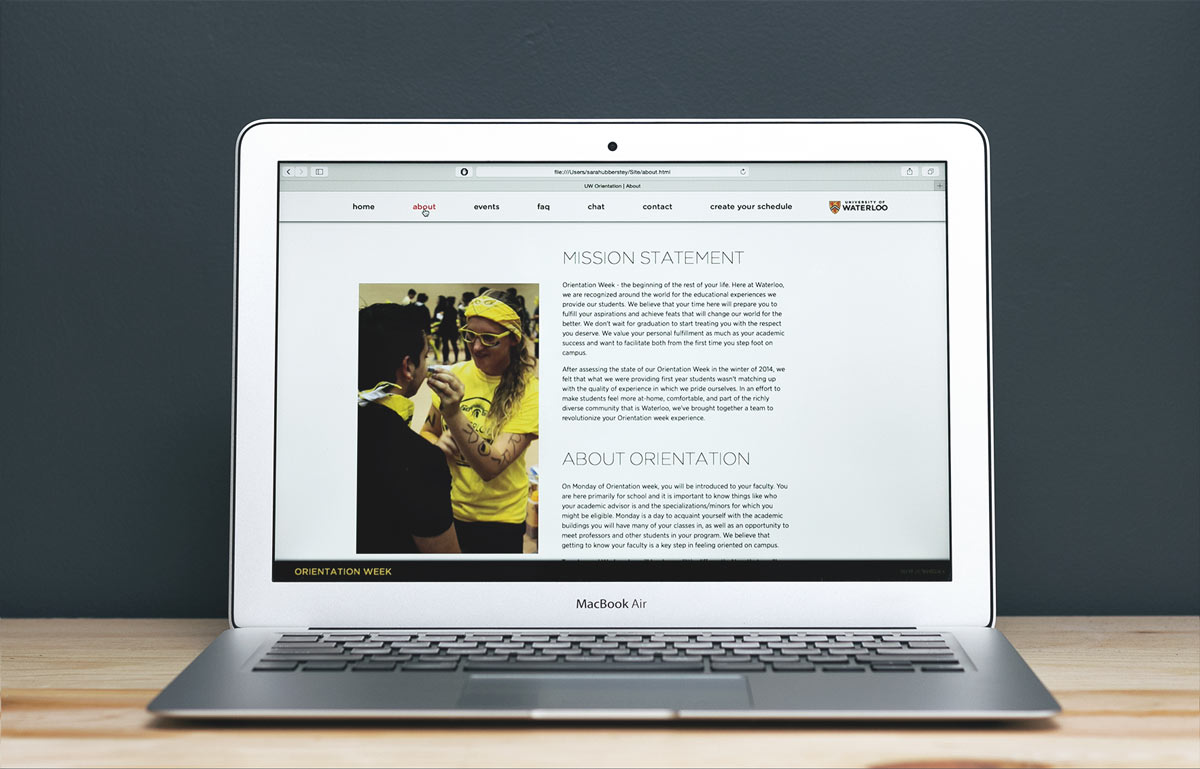 file:///Users/sarahubberstey/Site/about.html
UW Orientation | About
home about events faq chat contact create your schedule UNIVERSITY OF WATERLOO
MISSION STATEMENT
Orientation Week - the beginning of the rest of your life. Here at Waterloo,
we are recognized around the world for the educational experiences we
provide our students. We believe that your time here will prepare you to
fulfill your aspirations and achieve feats that will change our world for the
better. We don't wait for graduation to start treating you with the respect
you deserve. We value your personal fulfillment as much as your academic
success and want to facilitate both from the first time you step foot on
campus.
After assessing the state of our Orientation Week in the winter of 2014, we
felt that what we were providing first year students wasn't matching up
with the quality of experience in which we pride ourselves. In an effort to
make students feel more at-home, comfortable, and part of the richly
diverse community that is Waterloo, we've brought together a team to
revolutionize your Orientation week experience.
ABOUT ORIENTATION
On Monday of Orientation week, you will be introduced to your faculty. You
are here primarily for school and it is important to know things like who
your academic advisor is and the specializations/minors for which you
might be eligible. Monday is a day to acquaint yourself with the academic
buildings you will have many of your classes in, as well as an opportunity to
meet professors and other students in your program. We believe that
getting to know your faculty is a key step in feeling oriented on campus.
ORIENTATION WEEK
MacBook Air